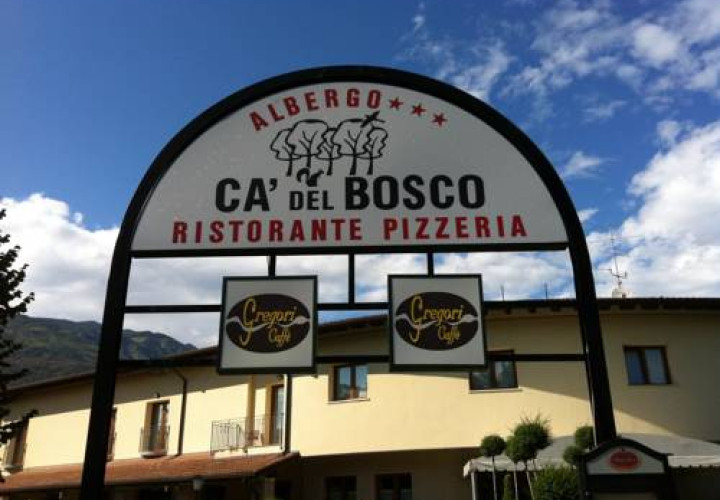 ALBERGO ★★★
CA' DEL BOSCO
RISTORANTE PIZZERIA
Gregori
Caffè
Gregori
Caffè